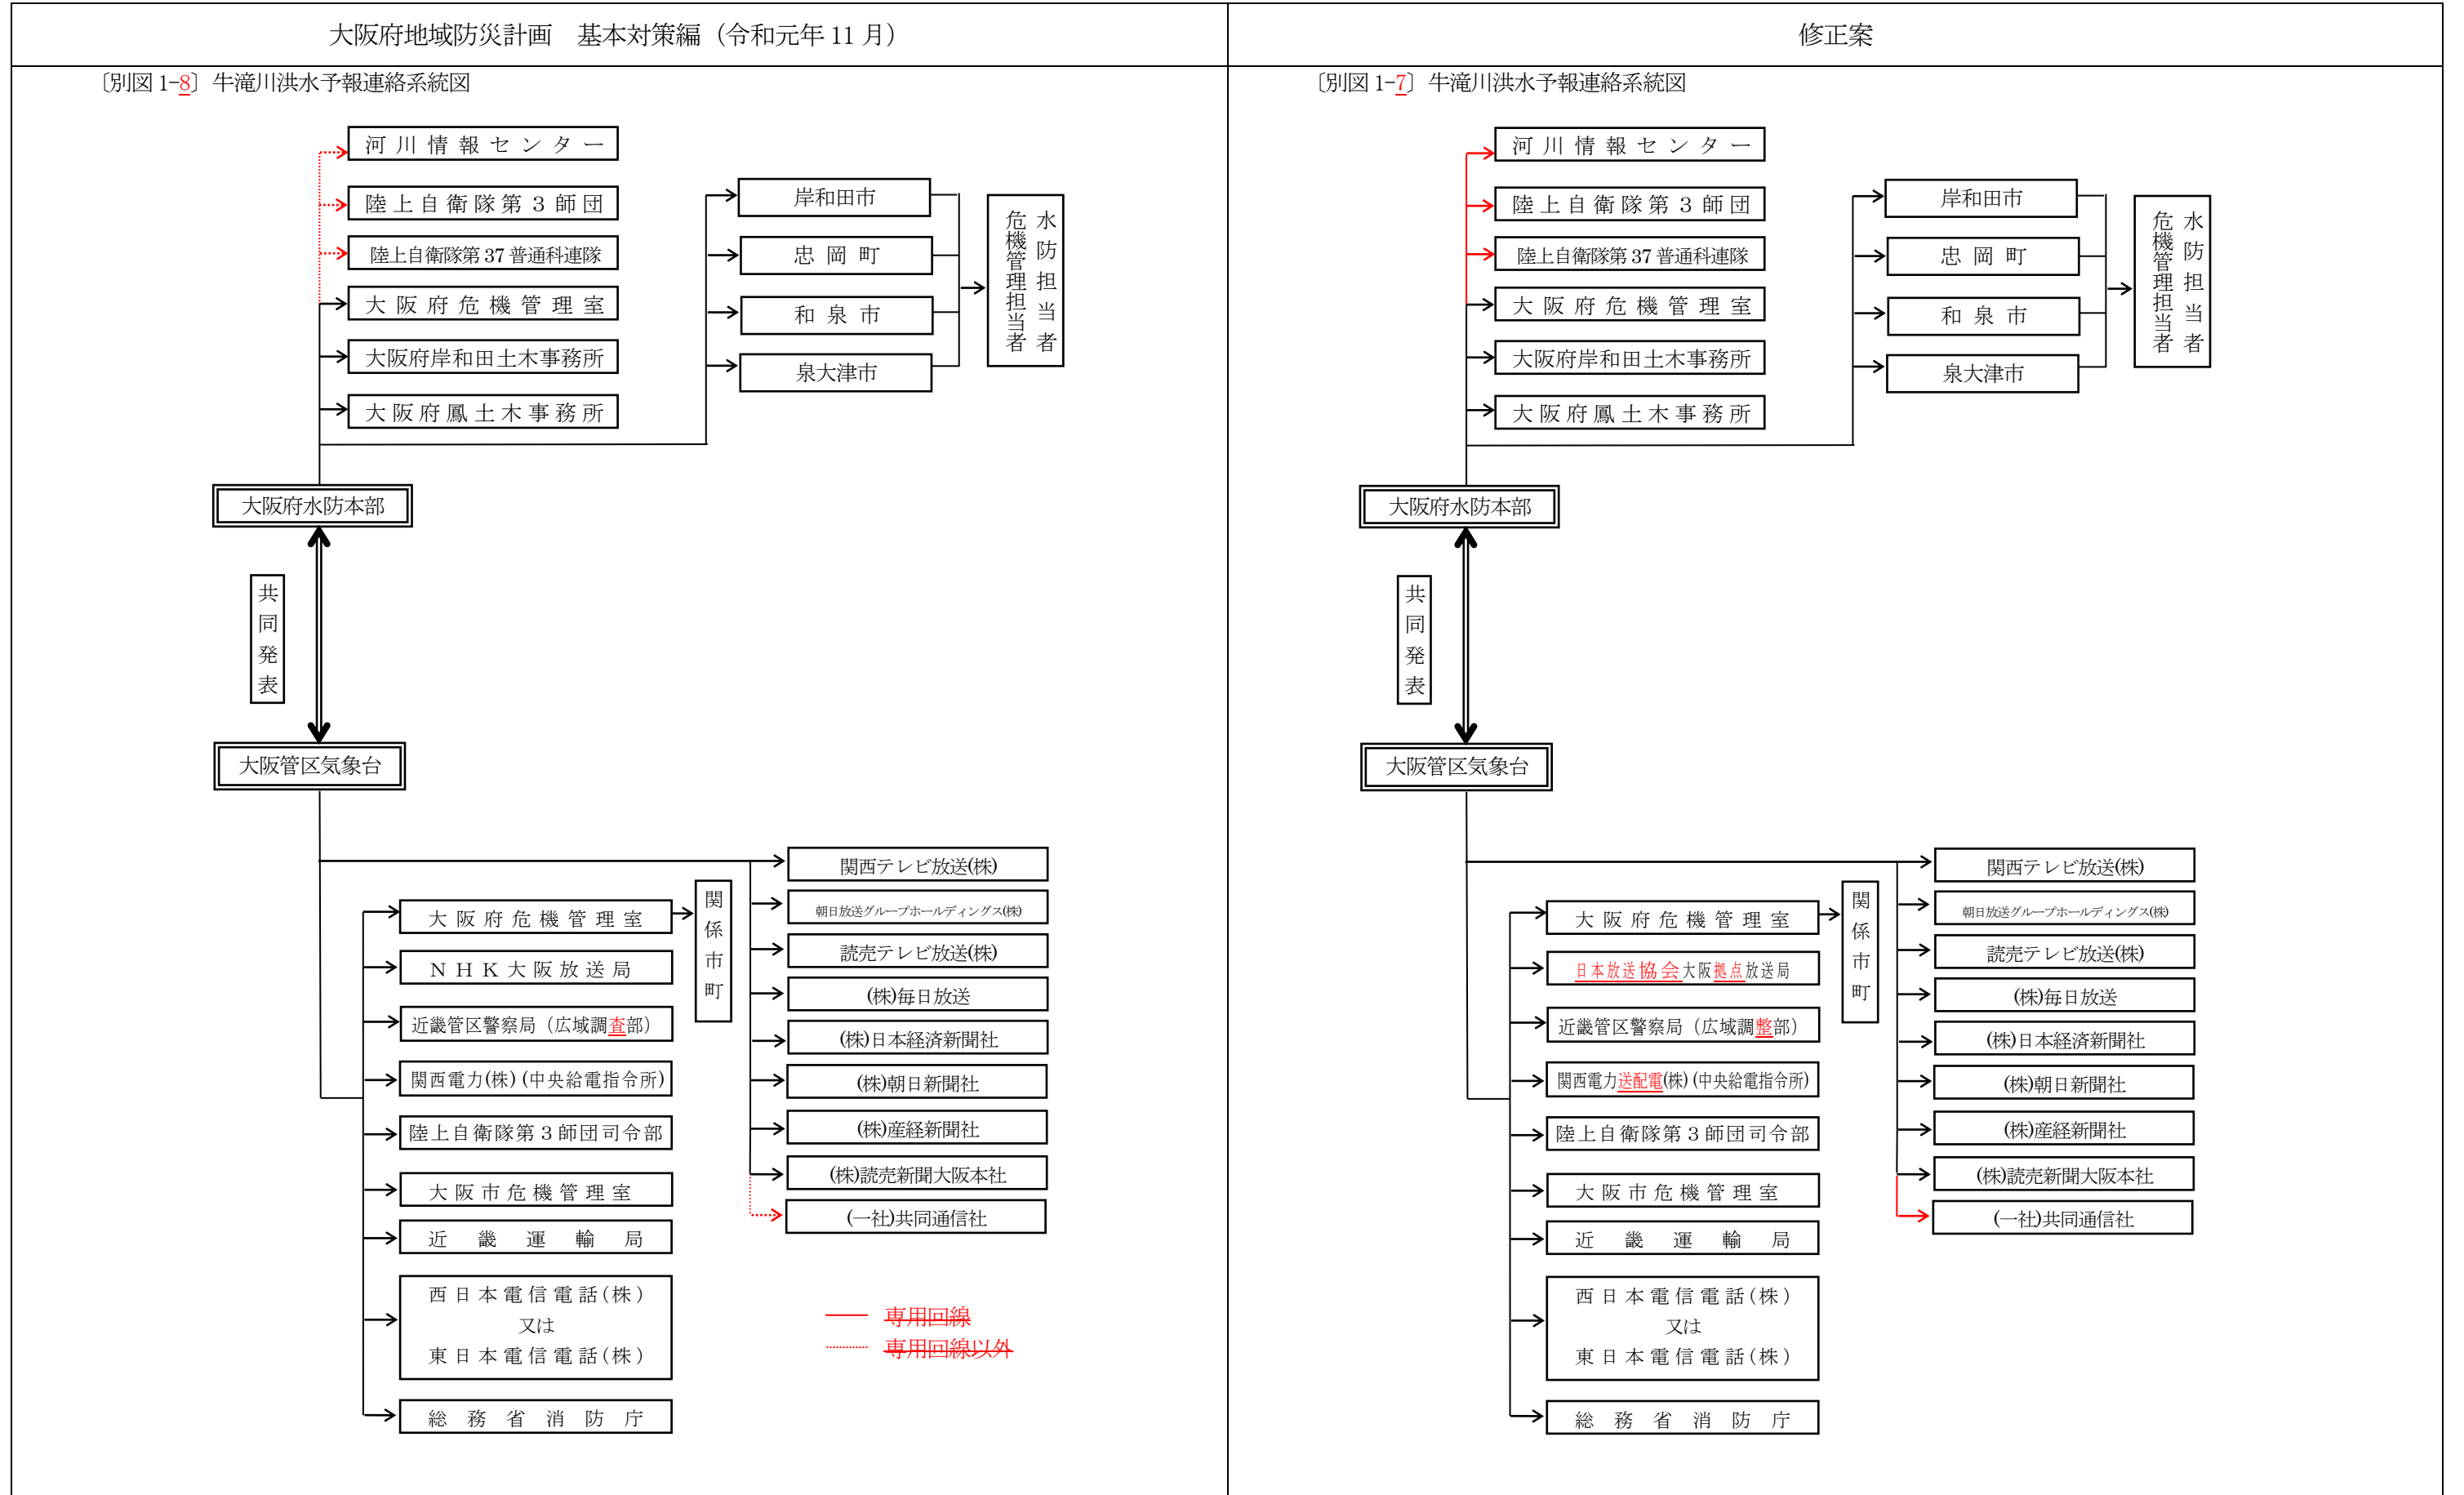 大阪府地域防災計画　基本対策編（令和元年 11 月）
〔別図 1-8〕牛滝川洪水予報連絡系統図
河川情報センター
陸上自衛隊第３師団
陸上自衛隊第 37 普通科連隊
大阪府危機管理室
大阪府岸和田土木事務所
大阪府鳳土木事務所
岸和田市
忠岡町
和泉市
泉大津市
水防担当者
危機管理担当者
大阪府水防本部
共同発表
大阪管区気象台
大阪府危機管理室
ＮＨＫ大阪放送局
近畿管区警察局（広域調査部）
関西電力(株) (中央給電指令所)
陸上自衛隊第３師団司令部
大阪市危機管理室
近畿運輸局
西日本電信電話(株)
又は
東日本電信電話(株)
総務省消防庁
関係市町
関西テレビ放送(株)
朝日放送グループホールディングス(株)
読売テレビ放送(株)
(株)毎日放送
(株)日本経済新聞社
(株)朝日新聞社
(株)産経新聞社
(株)読売新聞大阪本社
(一社)共同通信社
専用回線
専用回線以外
修正案
〔別図 1-7〕牛滝川洪水予報連絡系統図
河川情報センター
陸上自衛隊第３師団
陸上自衛隊第 37 普通科連隊
大阪府危機管理室
大阪府岸和田土木事務所
大阪府鳳土木事務所
岸和田市
忠岡町
和泉市
泉大津市
水防担当者
危機管理担当者
大阪府水防本部
共同発表
大阪管区気象台
大阪府危機管理室
日本放送協会大阪拠点放送局
近畿管区警察局（広域調整部）
関西電力送配電(株) (中央給電指令所)
陸上自衛隊第３師団司令部
大阪市危機管理室
近畿運輸局
西日本電信電話(株)
又は
東日本電信電話(株)
総務省消防庁
関係市町
関西テレビ放送(株)
朝日放送グループホールディングス(株)
読売テレビ放送(株)
(株)毎日放送
(株)日本経済新聞社
(株)朝日新聞社
(株)産経新聞社
(株)読売新聞大阪本社
(一社)共同通信社